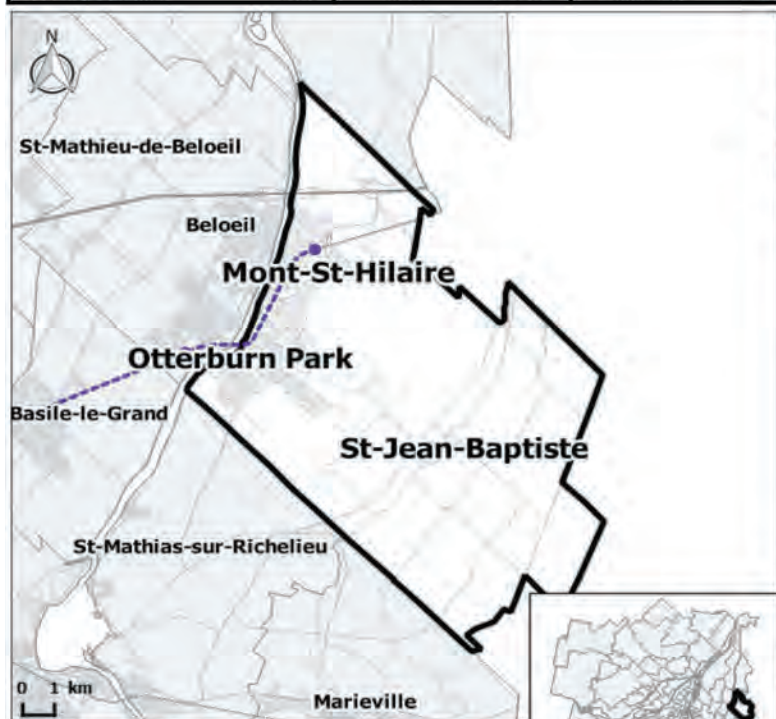 N
St-Mathieu-de-Beloeil
Beloeil
Mont-St-Hilaire
Otterburn Park
Basile-le-Grand
St-Jean-Baptiste
St-Mathias-sur-Richelieu
0 1 km
Marieville